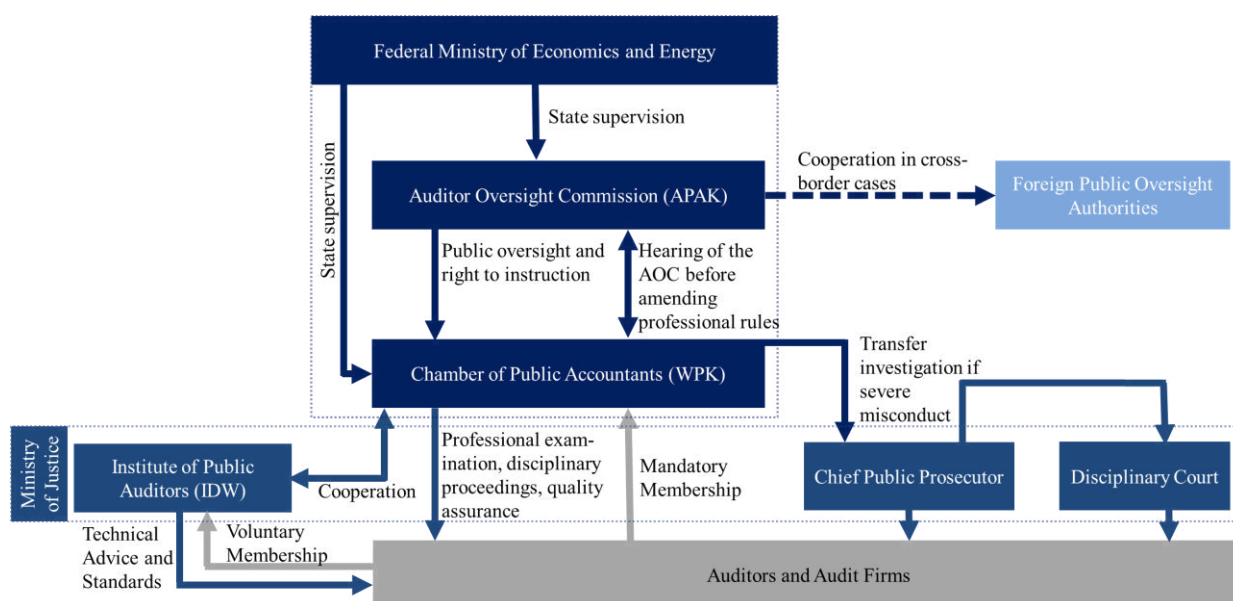 Federal Ministry of Economics and Energy
State supervision
State supervision
Auditor Oversight Commission (APAK)
Cooperation in cross-
border cases
Foreign Public Oversight
Authorities
Public oversight and
right to instruction
Hearing of the
AOC before
amending
professional rules
Chamber of Public Accountants (WPK)
Transfer
investigation if
severe
misconduct
Ministry
of Justice
Institute of Public
Auditors (IDW)
Cooperation
Professional exam-
ination, disciplinary
proceedings, quality
assurance
Mandatory
Membership
Chief Public Prosecutor
Disciplinary Court
Technical
Advice and
Standards
Voluntary
Membership
Auditors and Audit Firms